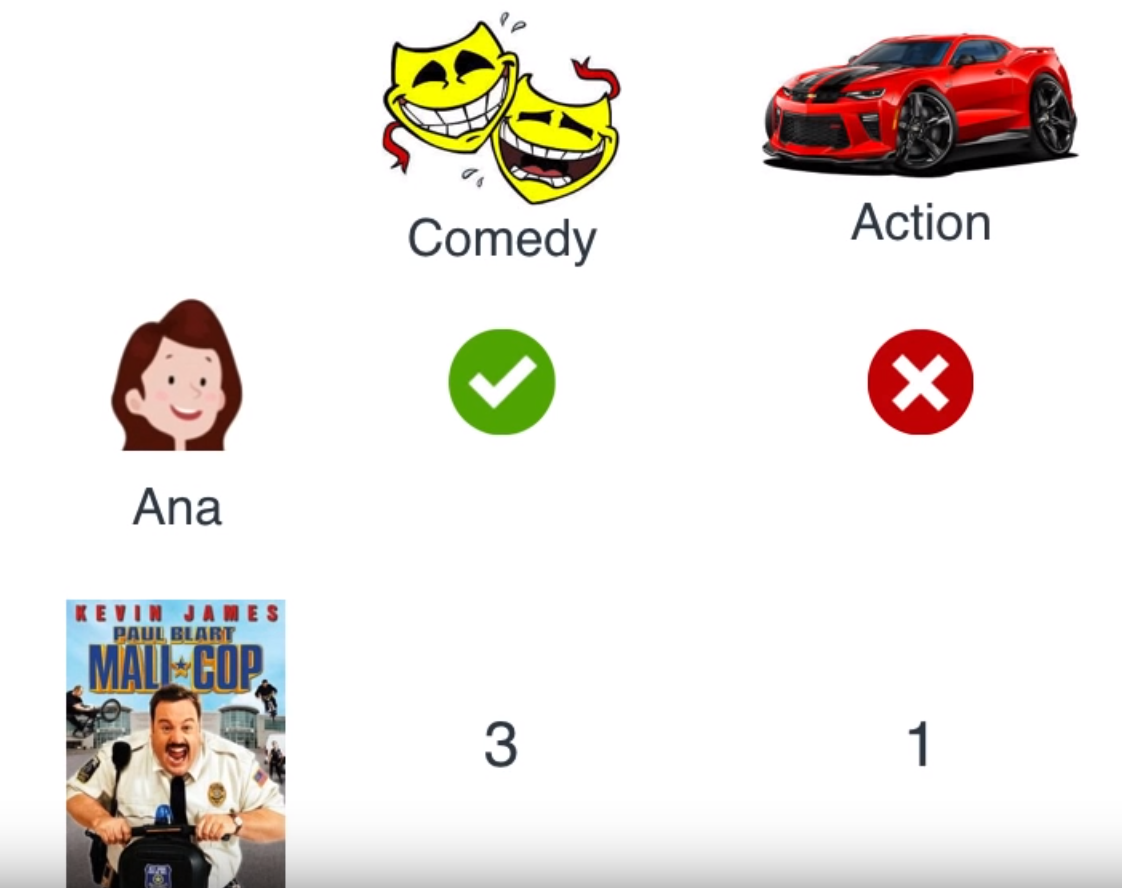 Comedy
Action
Ana
KEVIN JAMES
PAUL BLART
MALL COP
3
1